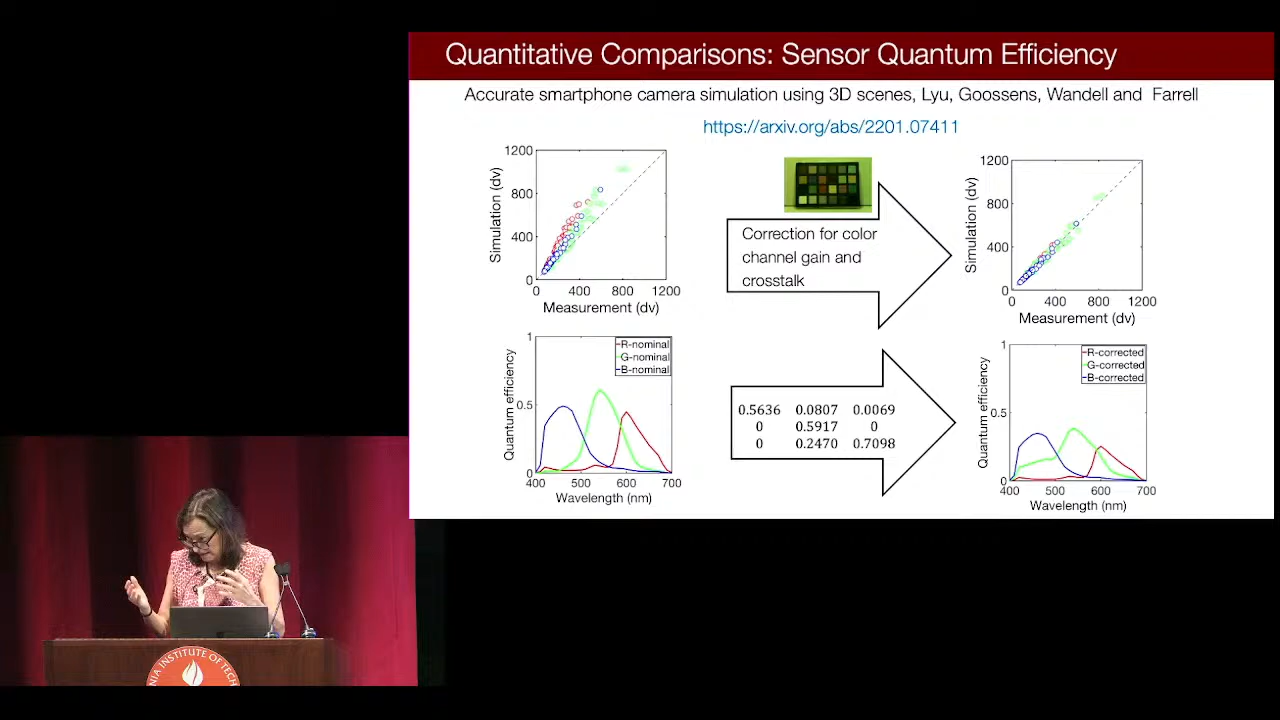 Quantitative Comparisons: Sensor Quantum Efficiency
Accurate smartphone camera simulation using 3D scenes, Lyu, Goossens, Wandell and Farrell
https://arxiv.org/abs/2201.07411
1200
800
400
0
Simulation (dv)
0 400 800 1200
Measurement (dv)
Correction for color
channel gain and
crosstalk
1200
800
400
0
Simulation (dv)
0 400 800 1200
Measurement (dv)
1
0.5
0
Quantum efficiency
R-nominal
G-nominal
B-nominal
400 500 600 700
Wavelength (nm)
0.5636 0.0807 0.0069
0 0.5917 0
0 0.2470 0.7098
1
0.5
0
Quantum efficiency
R-corrected
G-corrected
B-corrected
400 500 600 700
Wavelength (nm)
NIA INSTITUTE OF TECH